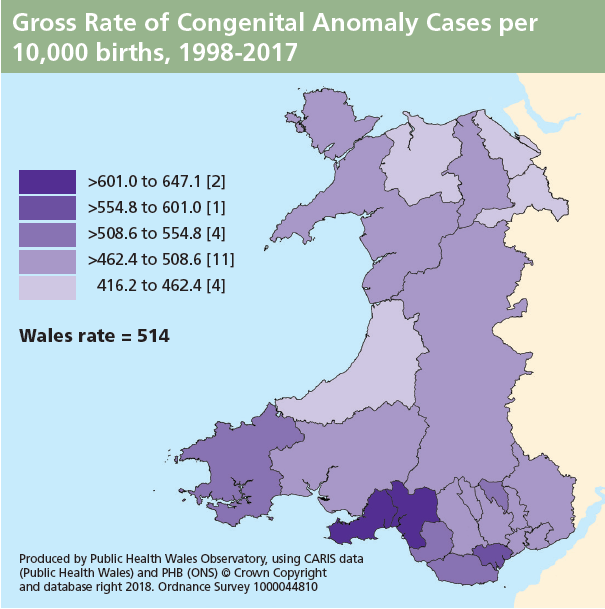 Gross Rate of Congenital Anomaly Cases per
10,000 births, 1998-2017
>601.0 to 647.1 [2]
>554.8 to 601.0 [1]
>508.6 to 554.8 [4]
>462.4 to 508.6 [11]
416.2 to 462.4 [4]
Wales rate = 514
Produced by Public Health Wales Observatory, using CARIS data
(Public Health Wales) and PHB (ONS) © Crown Copyright
and database right 2018. Ordnance Survey 1000044810